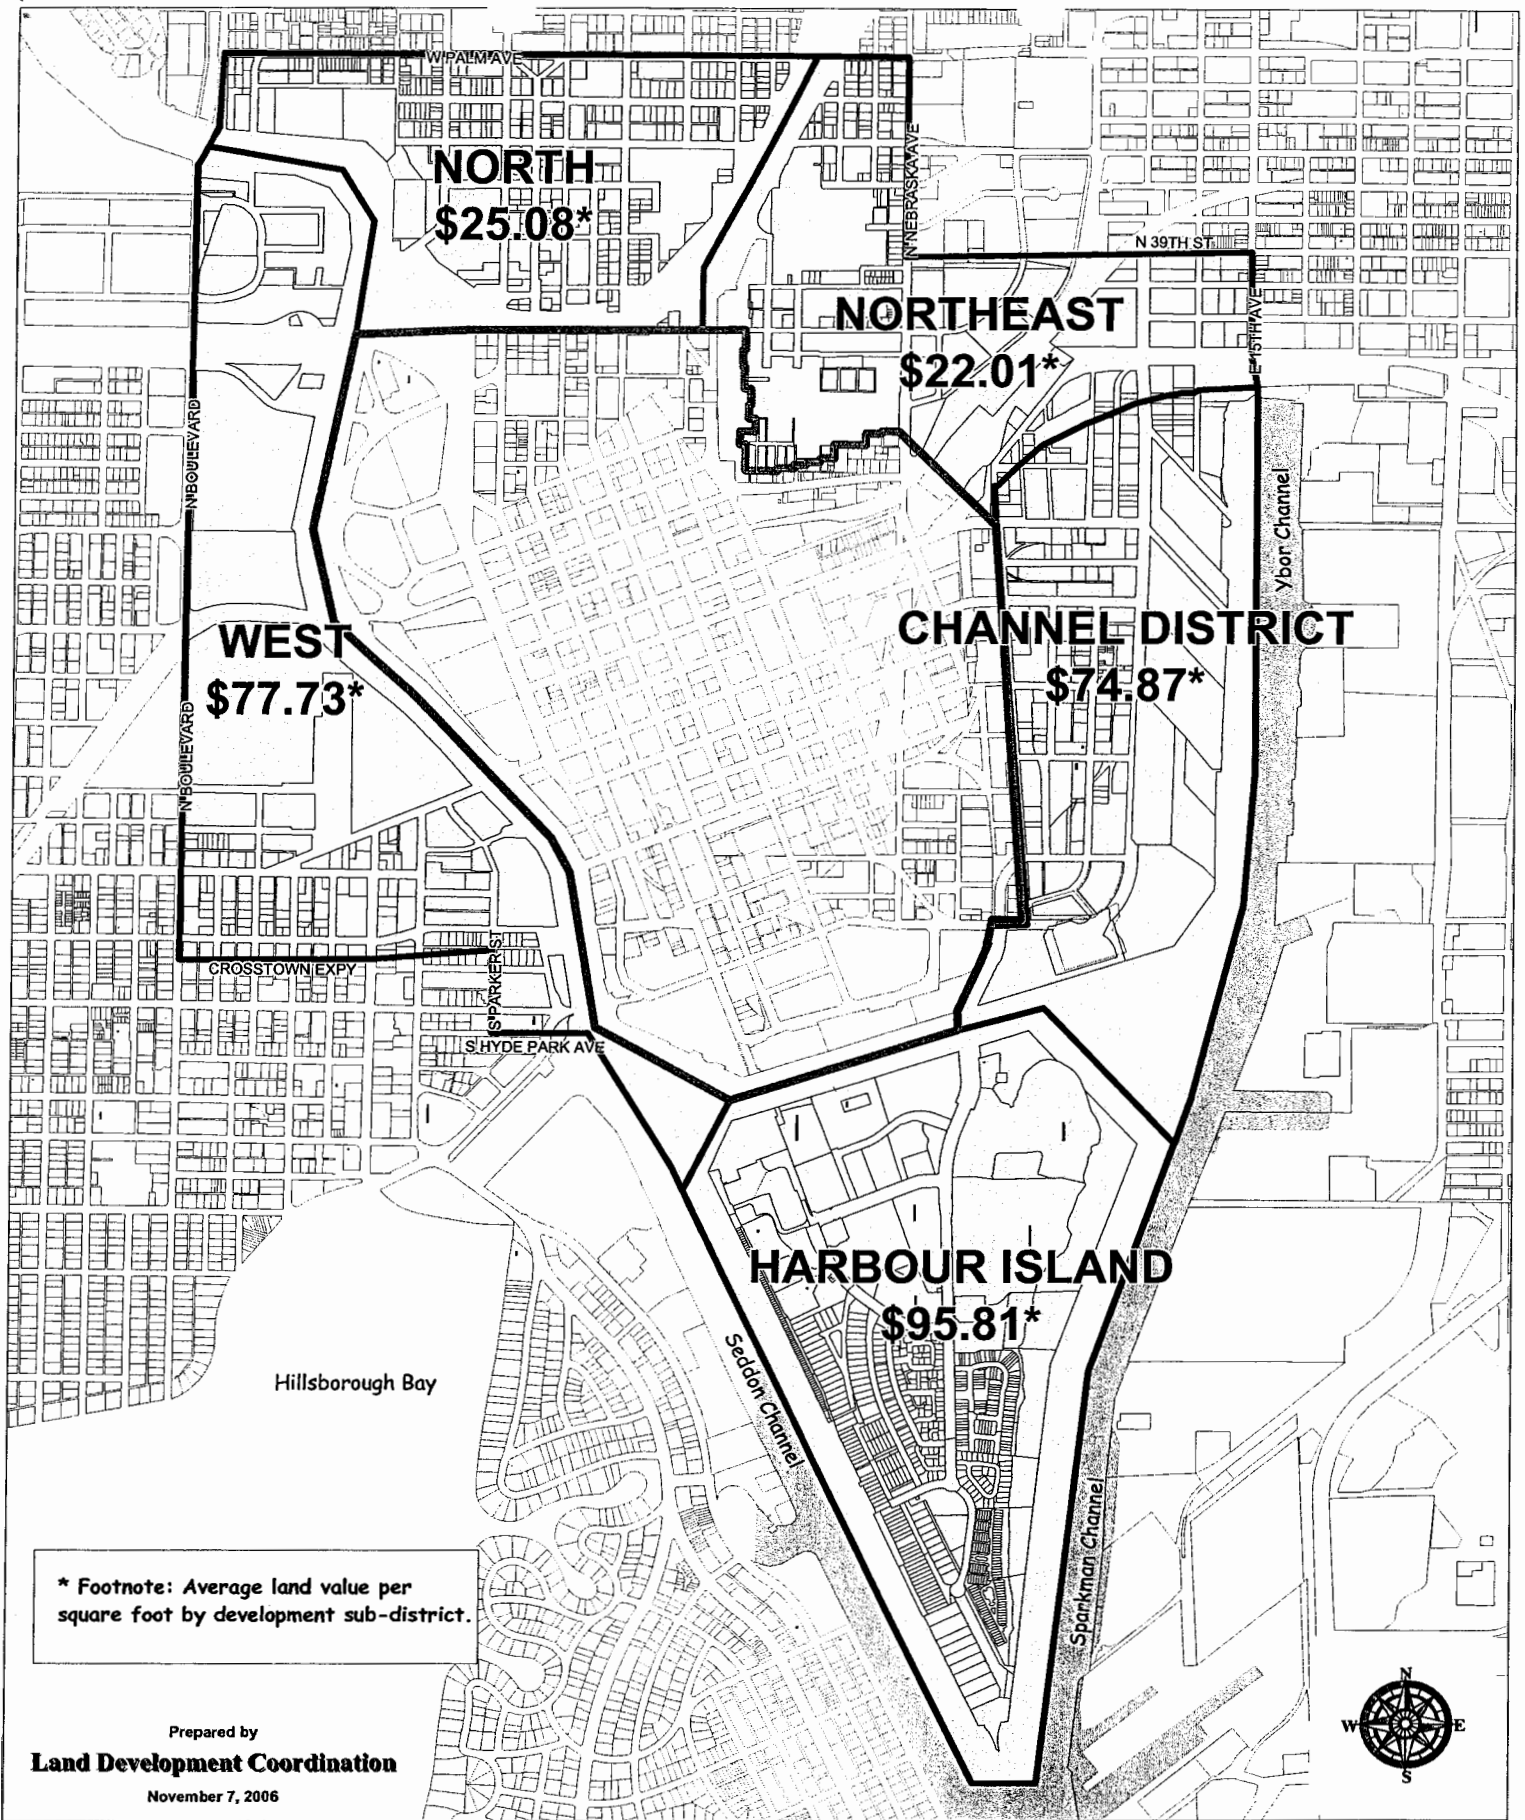 W PALM AVE
NORTH
$25.08*
N NEBRASKA AVE
N 39TH ST
NORTHEAST
$22.01*
E 15TH AVE
N BOULEVARD
Ybor Channel
CHANNEL DISTRICT
$74.87*
WEST
$77.73*
N BOULEVARD
S PARKER ST
CROSSTOWN EXPY
S HYDE PARK AVE
HARBOUR ISLAND
$95.81*
Seddon Channel
Hillsborough Bay
Sparkman Channel
* Footnote: Average land value per
square foot by development sub-district.
N
W E
S
Prepared by
Land Development Coordination
November 7, 2006